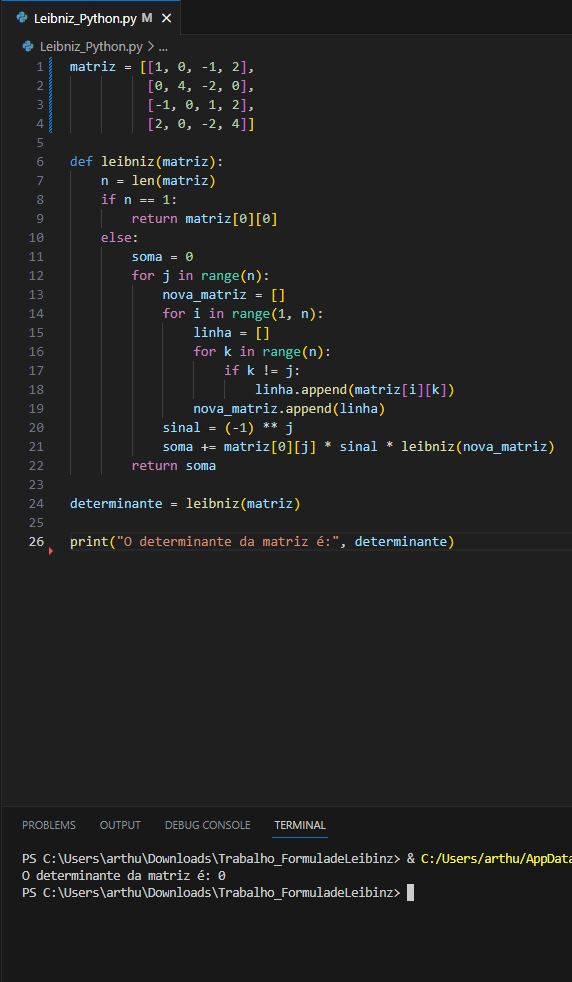 Leibniz_Python.py M ×
Leibniz_Python.py > ...
1 matriz = [[1, 0, -1, 2],
2 [0, 4, -2, 0],
3 [-1, 0, 1, 2],
4 [2, 0, -2, 4]]
5
6 def leibniz(matriz):
7 n = len(matriz)
8 if n == 1:
9 return matriz[0][0]
10 else:
11 soma = 0
12 for j in range(n):
13 nova_matriz = []
14 for i in range(1, n):
15 linha = []
16 for k in range(n):
17 if k != j:
18 linha.append(matriz[i][k])
19 nova_matriz.append(linha)
20 sinal = (-1) ** j
21 soma += matriz[0][j] * sinal * leibniz(nova_matriz)
22 return soma
23
24 determinante = leibniz(matriz)
25
26 print("O determinante da matriz é:", determinante)
PROBLEMS OUTPUT DEBUG CONSOLE TERMINAL
PS C:\Users\arthu\Downloads\Trabalho_FormuladeLeibinz> & C:/Users/arthu/AppData
O determinante da matriz é: 0
PS C:\Users\arthu\Downloads\Trabalho_FormuladeLeibinz>